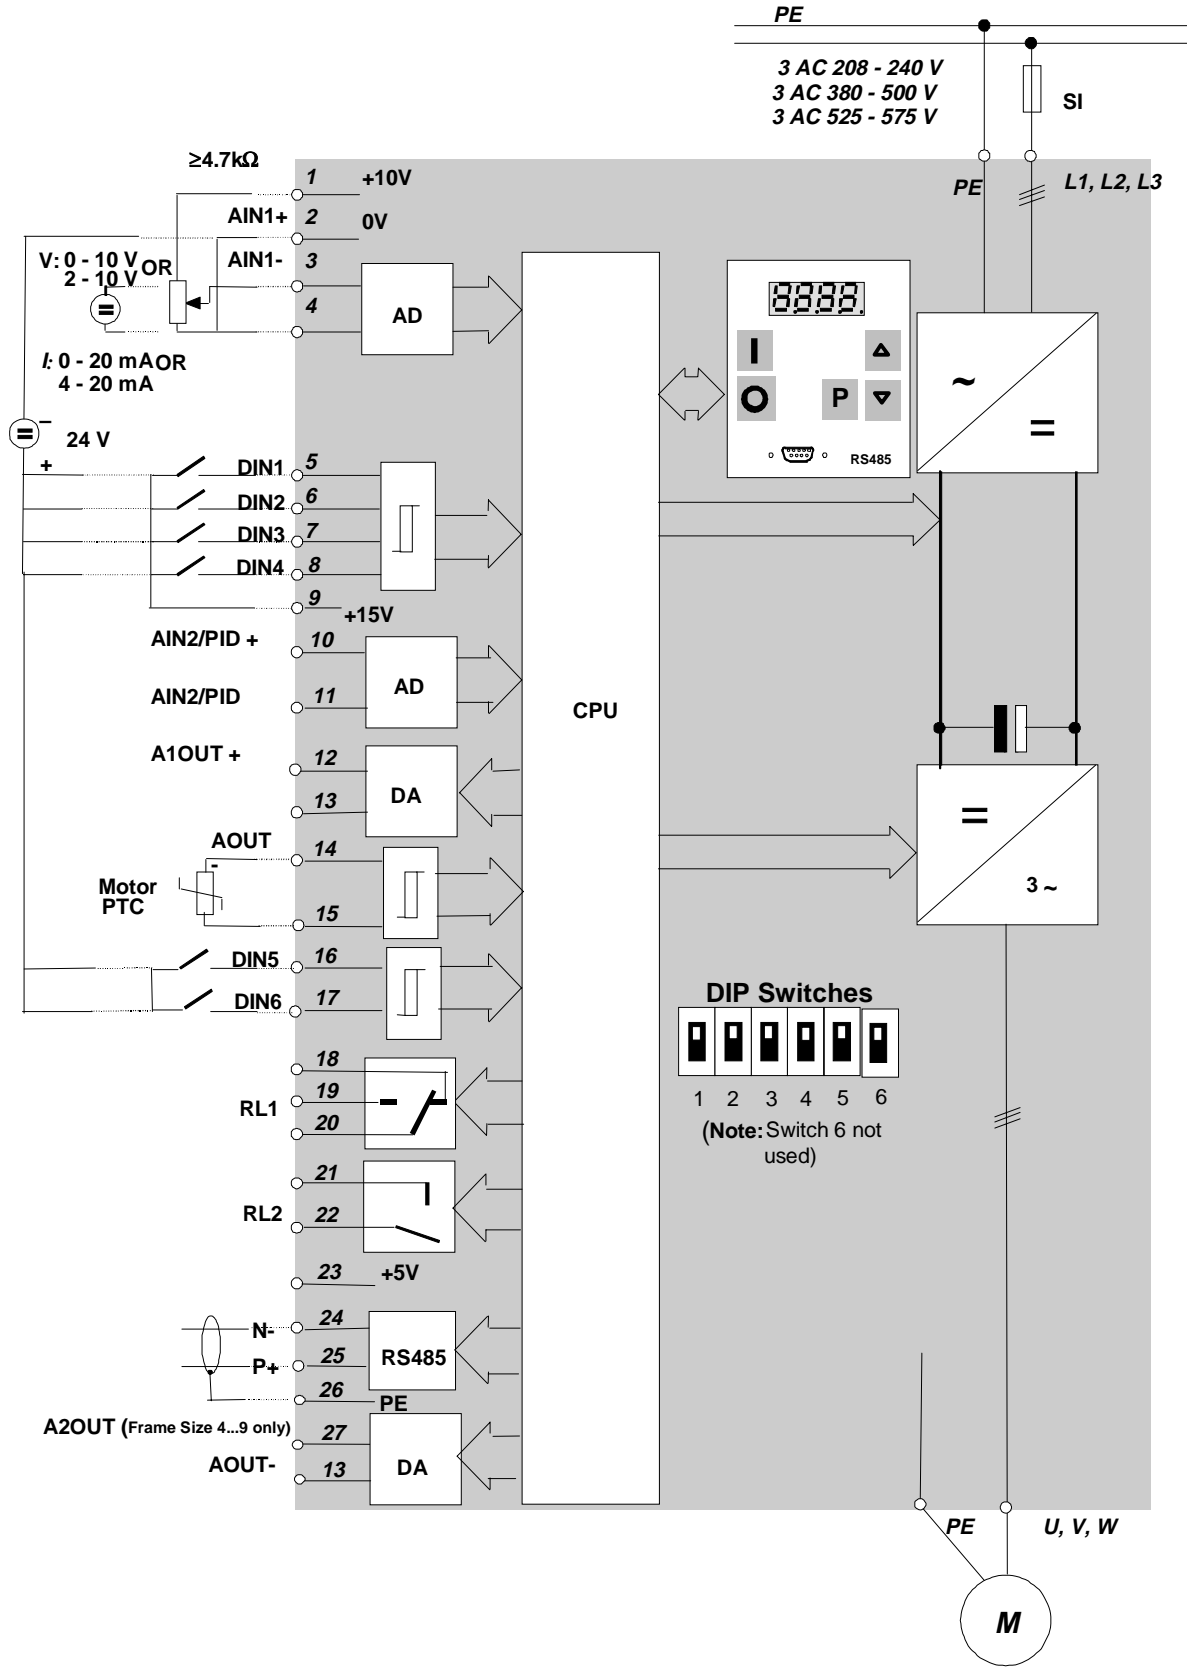 PE
3 AC 208 - 240 V
3 AC 380 - 500 V
3 AC 525 - 575 V
SI
PE
L1, L2, L3
≥4.7kΩ
1 +10V
AIN1+ 2 0V
AIN1- 3
V: 0 - 10 V OR
2 - 10 V
4
AD
I: 0 - 20 mA OR
4 - 20 mA
24 V
–
+
DIN1 5
DIN2 6
DIN3 7
DIN4 8
9 +15V
AIN2/PID + 10
AD
AIN2/PID 11
CPU
8.8.8.8.
I
O
P
RS485
~
=
A1OUT + 12
DA
13
AOUT 14
-
Motor
PTC
15
DIN5 16
DIN6 17
=
3 ~
DIP Switches
1 2 3 4 5 6
(Note: Switch 6 not
used)
18
RL1 19
20
21
RL2 22
23 +5V
N- 24
P+ 25
RS485
26 PE
A2OUT (Frame Size 4...9 only) 27
AOUT- 13
DA
PE
U, V, W
M